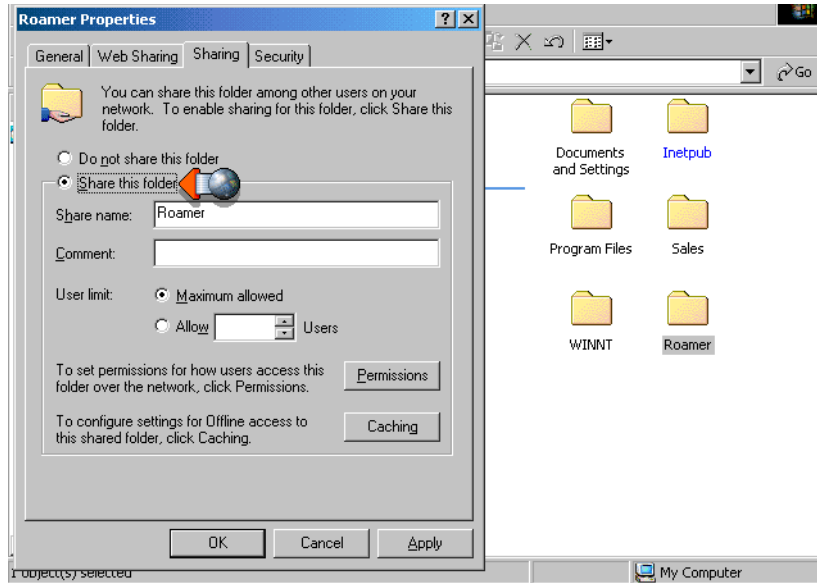 Roamer Properties
General
Web Sharing
Sharing
Security
You can share this folder among other users on your
network. To enable sharing for this folder, click Share this
folder.
Do not share this folder
Share this folder
Share name:
Roamer
Comment:
User limit:
Maximum allowed
Allow
Users
To set permissions for how users access this
folder over the network, click Permissions.
Permissions
To configure settings for Offline access to
this shared folder, click Caching.
Caching
OK
Cancel
Apply
Go
Documents
and Settings
Inetpub
Program Files
Sales
WINNT
Roamer
1 object(s) selected
My Computer